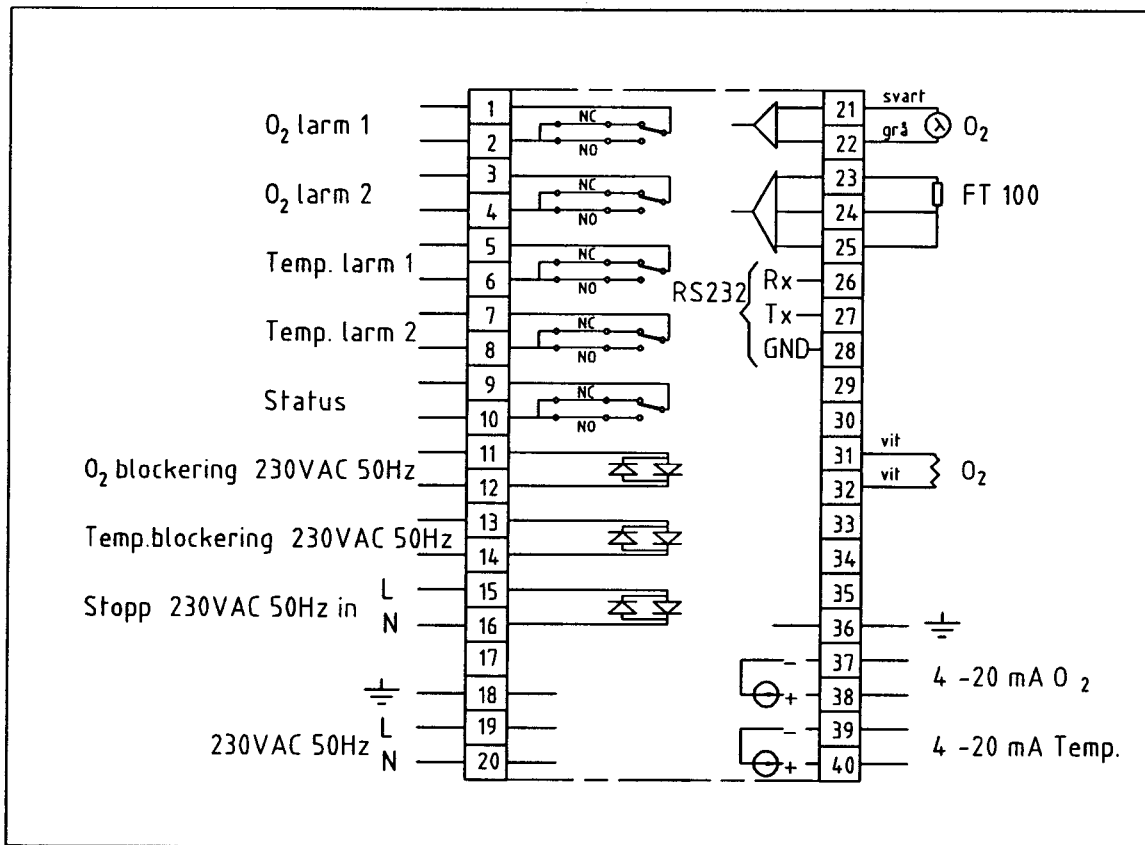 O2 larm 1
O2 larm 2
Temp. larm 1
Temp. larm 2
Status
O2 blockering 230VAC 50Hz
Temp.blockering 230VAC 50Hz
Stopp 230VAC 50Hz in
L
N
230VAC 50Hz
L
N
1
2
3
4
5
6
7
8
9
10
11
12
13
14
15
16
17
18
19
20
NC
NO
NC
NO
NC
NO
NC
NO
NC
NO
RS232
Rx
Tx
GND
-
+
-
+
21
22
23
24
25
26
27
28
29
30
31
32
33
34
35
36
37
38
39
40
svart
grå
λ
O2
FT 100
vit
vit
O2
4 -20 mA O2
4 -20 mA Temp.